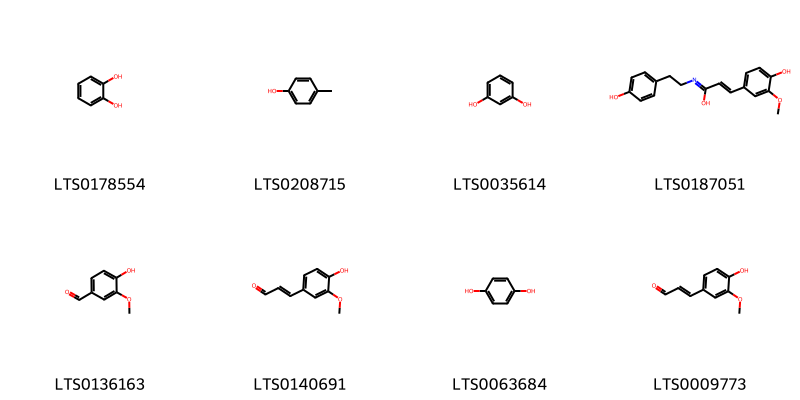 OH
OH
LTS0178554
HO
LTS0208715
HO
OH
LTS0035614
HO
N
OH
OH
O
LTS0187051
O
OH
O
LTS0136163
O
OH
O
LTS0140691
HO
OH
LTS0063684
O
OH
O
LTS0009773